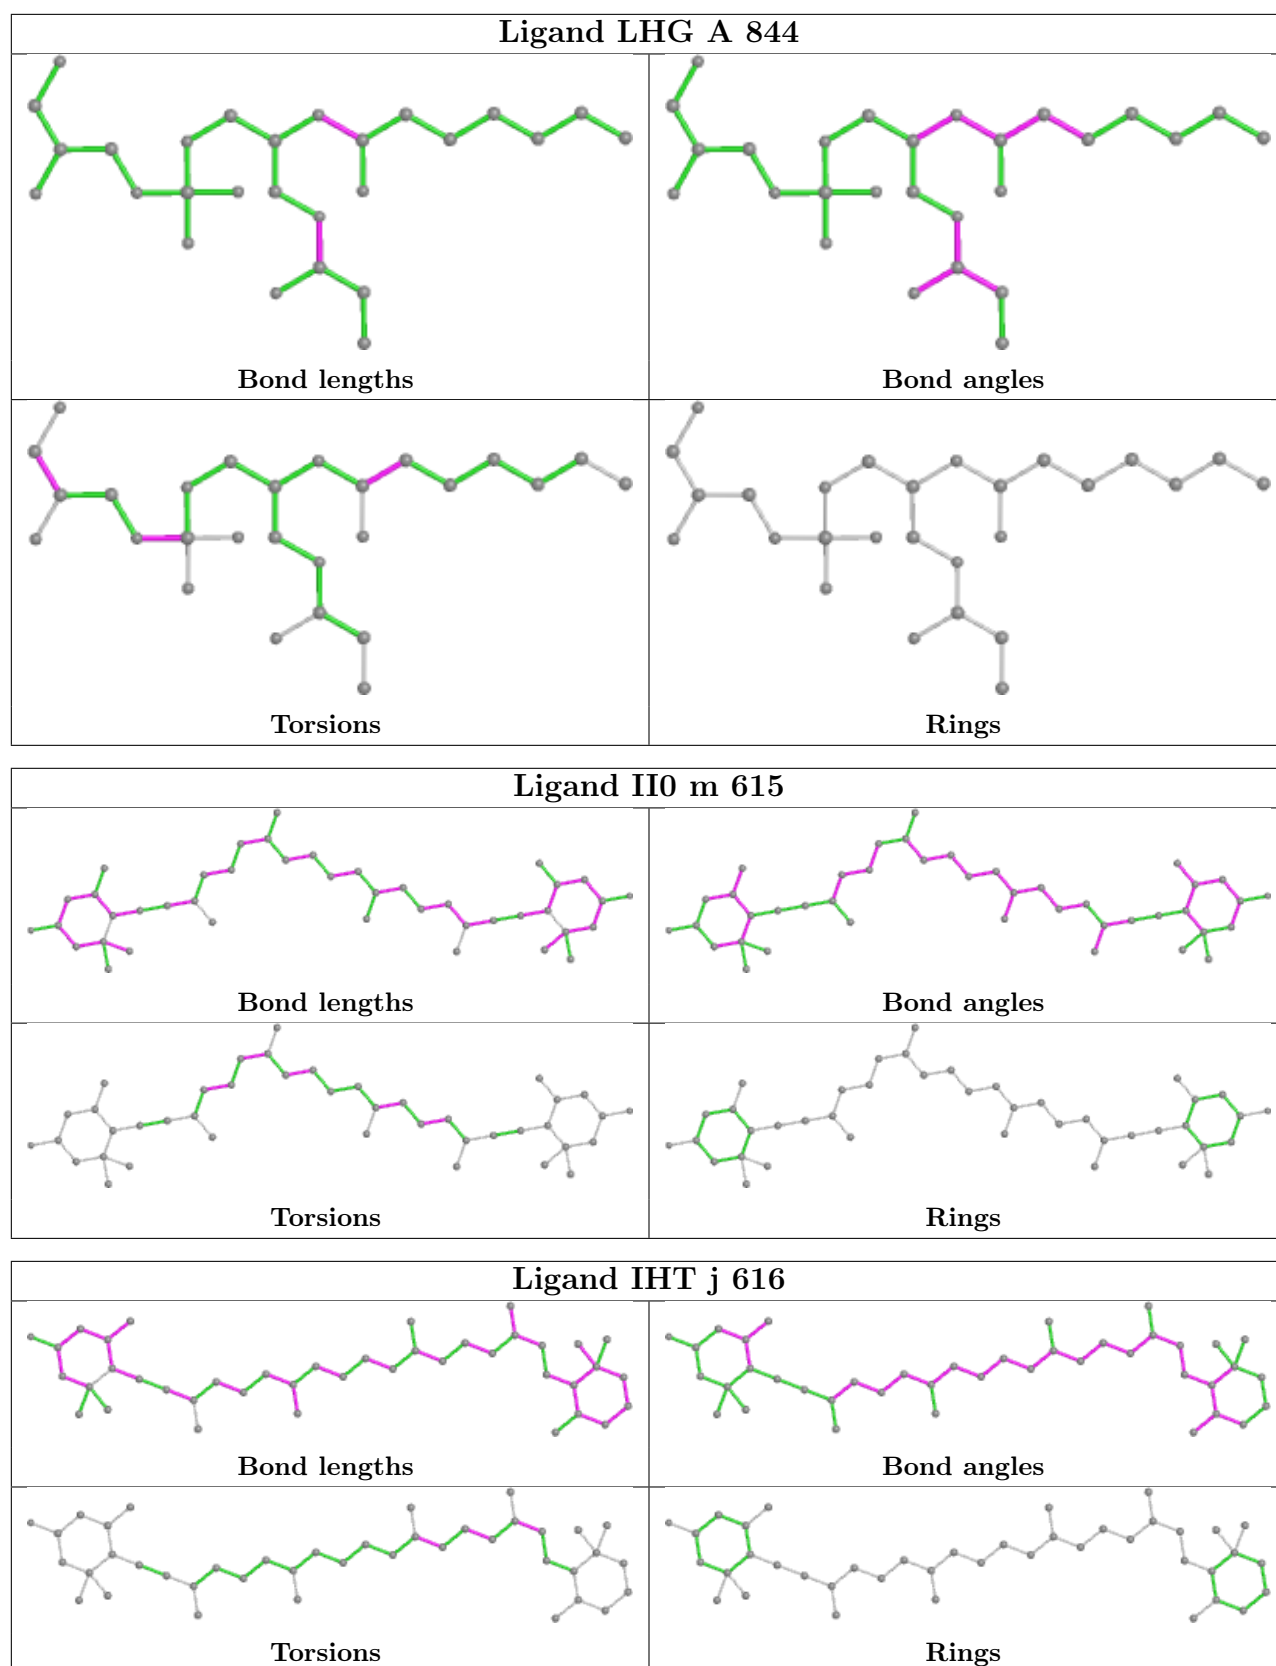 Ligand LHG A 844
Bond lengths
Bond angles
Torsions
Rings
Ligand II0 m 615
Bond lengths
Bond angles
Torsions
Rings
Ligand IHT j 616
Bond lengths
Bond angles
Torsions
Rings